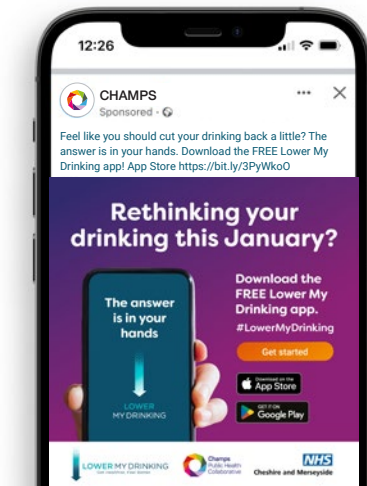 12:26
CHAMPS
Sponsored ·
Feel like you should cut your drinking back a little? The
answer is in your hands. Download the FREE Lower My
Drinking app! App Store https://bit.ly/3PyWkoO
Rethinking your
drinking this January?
The answer
is in your
hands
LOWER
MY DRINKING
Download the
FREE Lower My
Drinking app.
#LowerMyDrinking
Get started
Download on the
App Store
GET IT ON
Google Play
LOWER MY DRINKING
Champs
Public Health
Collaborative
NHS
Cheshire and Merseyside